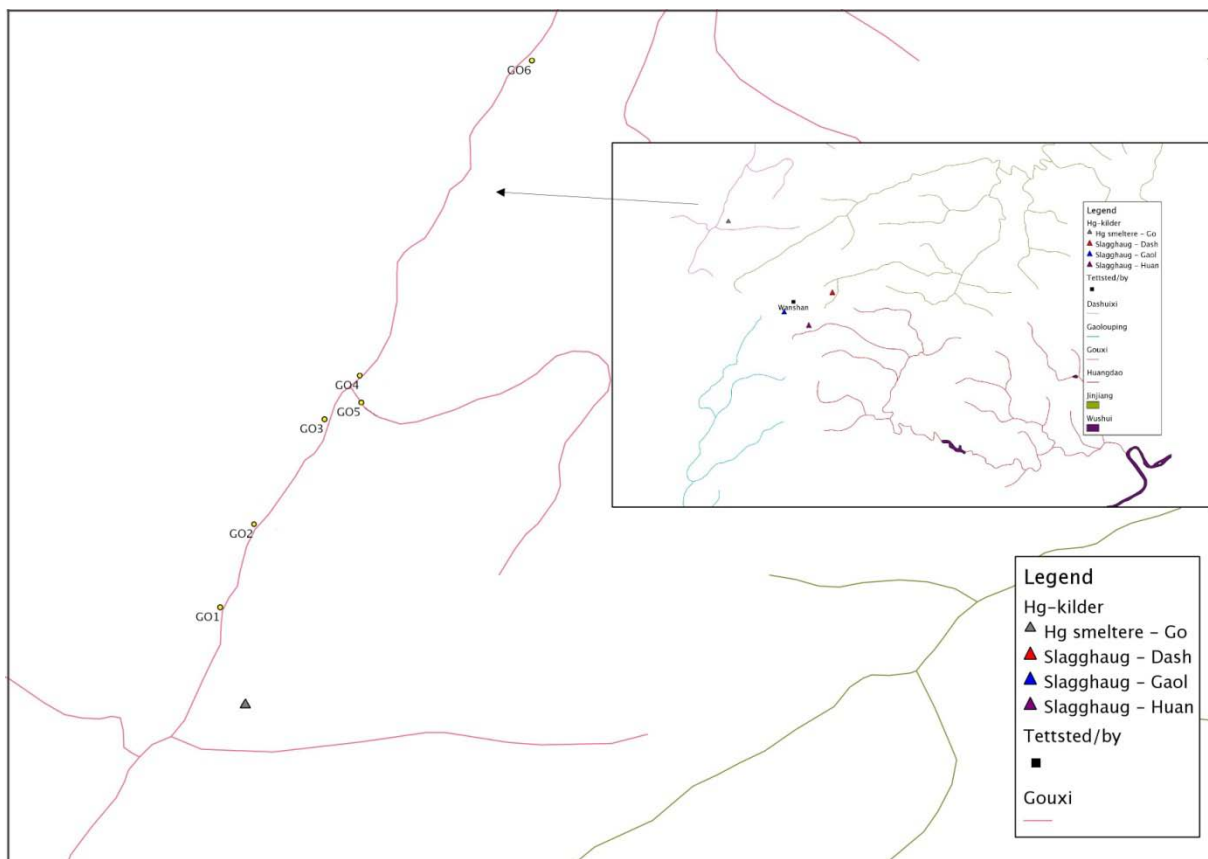 GO6
GO4
GO5
GO3
GO2
GO1
Wanshan
Legend
Hg-kilder
Hg smeltere - Go
Slagghaug - Dash
Slagghaug - Gaol
Slagghaug - Huan
Tettsted/by
Dashuixi
Gaolouping
Gouxi
Huangdao
Jinjiang
Wushui
Legend
Hg-kilder
Hg smeltere - Go
Slagghaug - Dash
Slagghaug - Gaol
Slagghaug - Huan
Tettsted/by
Gouxi